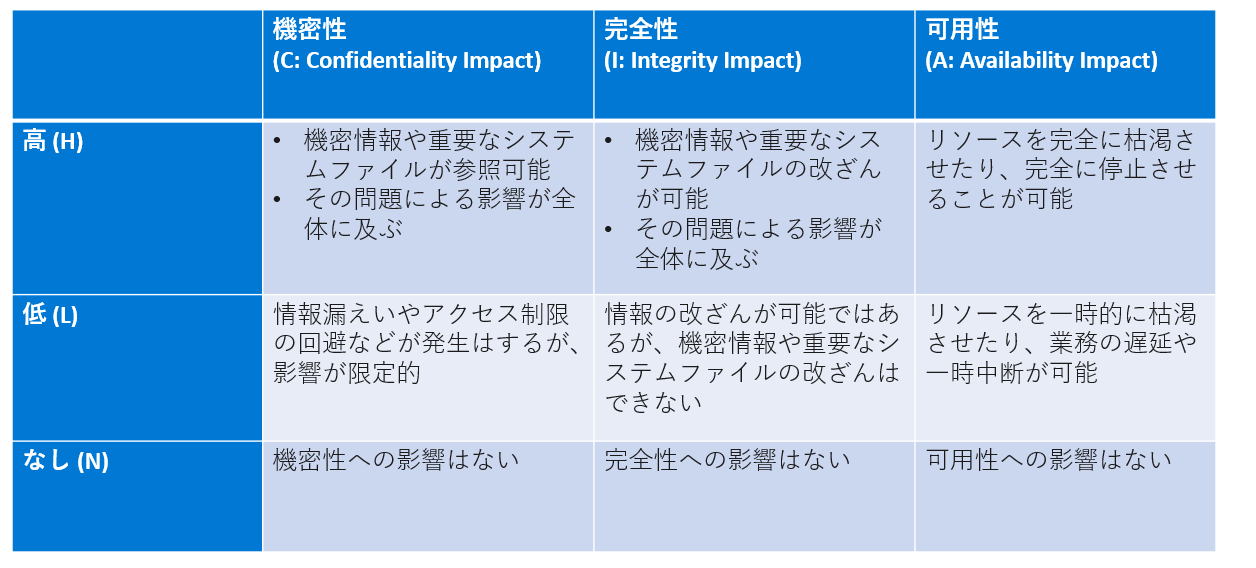 機密性
(C: Confidentiality Impact)
完全性
(I: Integrity Impact)
可用性
(A: Availability Impact)
高 (H)
• 機密情報や重要なシステ
ムファイルが参照可能
• その問題による影響が全
体に及ぶ
• 機密情報や重要なシス
テムファイルの改ざん
が可能
• その問題による影響が
全体に及ぶ
リソースを完全に枯渇さ
せたり、完全に停止させ
ることが可能
低 (L)
情報漏えいやアクセス制限
の回避などが発生はするが、
影響が限定的
情報の改ざんが可能ではあ
るが、機密情報や重要なシ
ステムファイルの改ざんは
できない
リソースを一時的に枯渇
させたり、業務の遅延や
一時中断が可能
なし (N)
機密性への影響はない
完全性への影響はない
可用性への影響はない